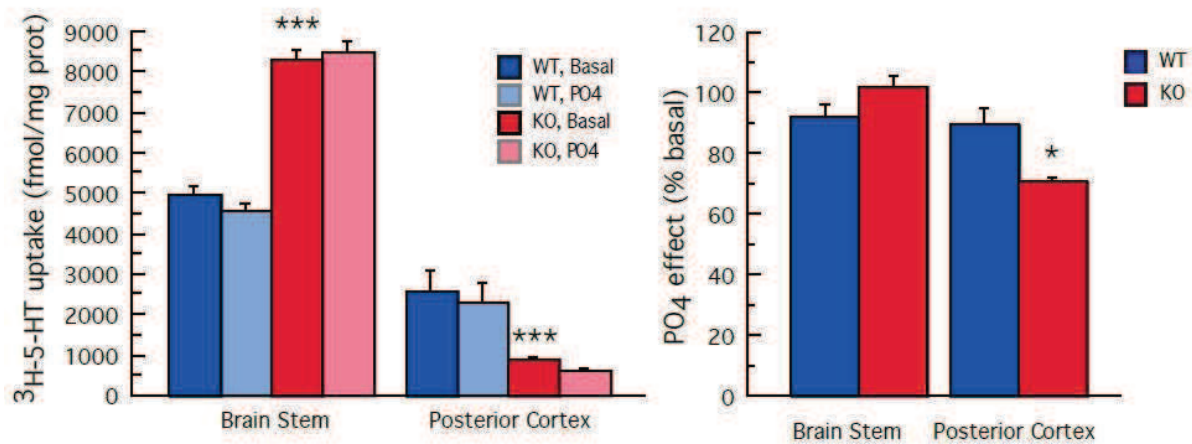 ³H-5-HT uptake (fmol/mg prot)
9000
8000
7000
6000
5000
4000
3000
2000
1000
0
***
***
WT, Basal
WT, PO4
KO, Basal
KO, PO4
Brain Stem
Posterior Cortex
PO₄ effect (% basal)
120
100
80
60
40
20
0
*
WT
KO
Brain Stem
Posterior Cortex